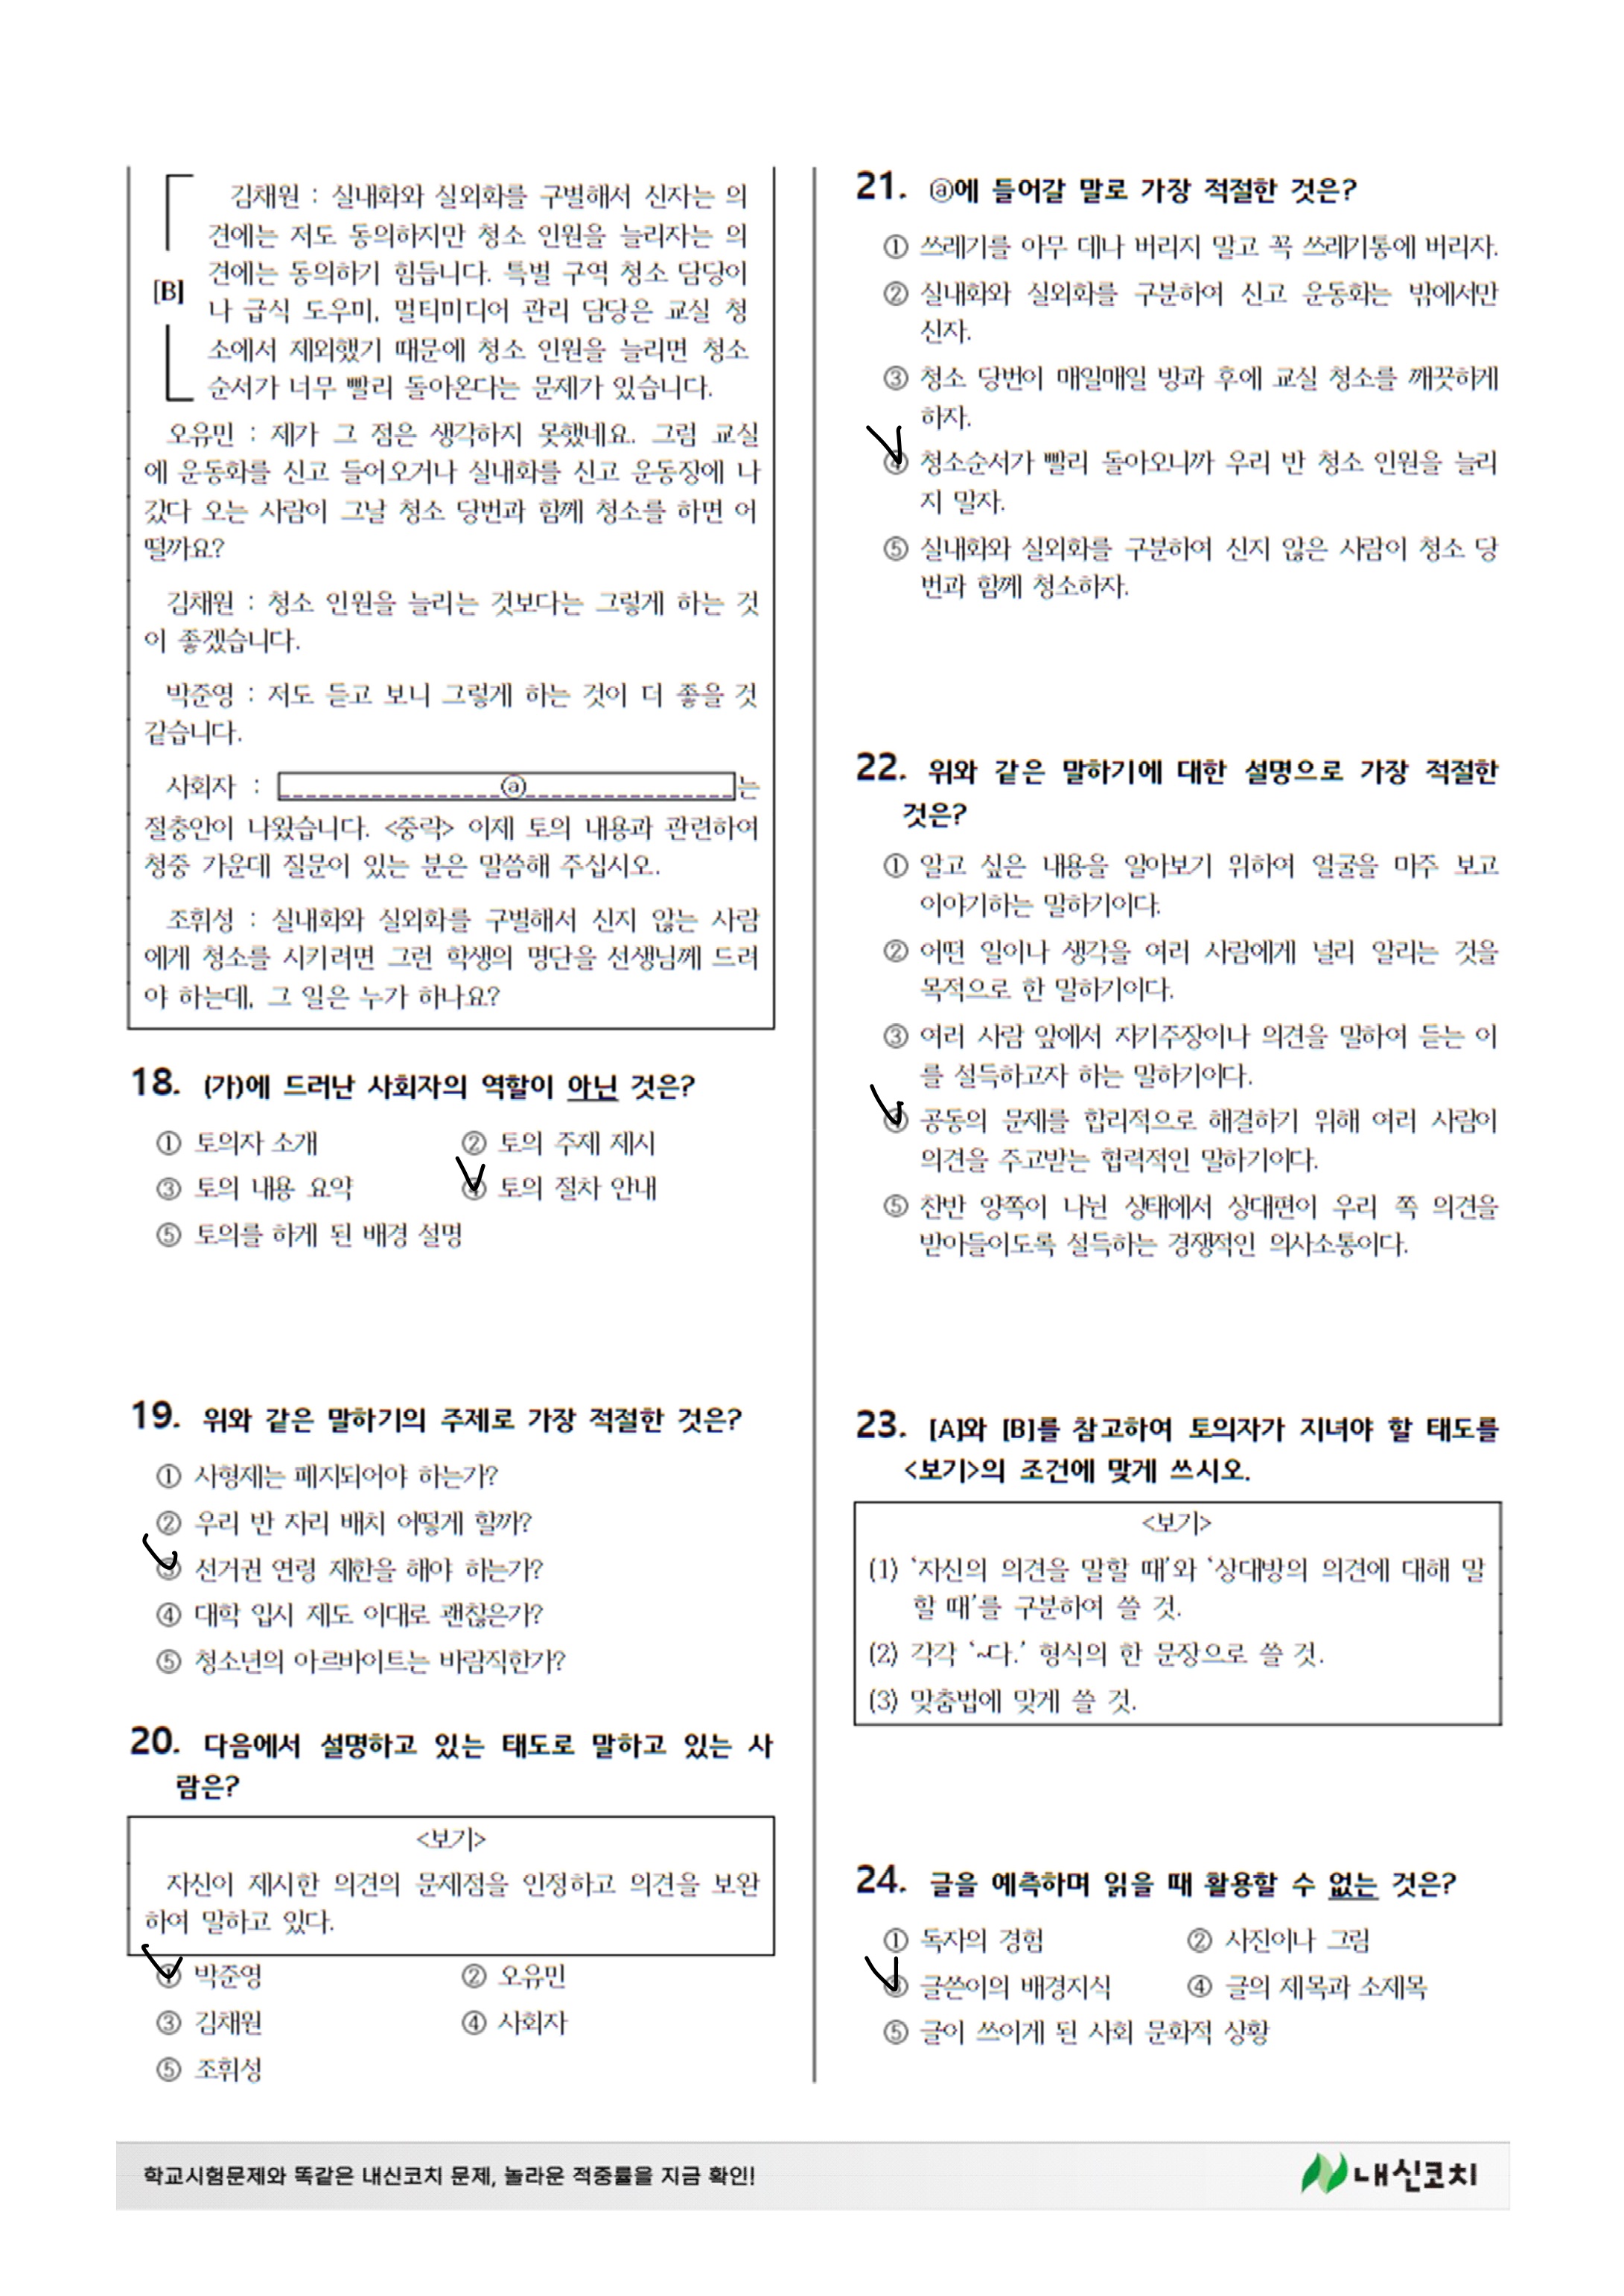 김채원 : 실내화와 실외화를 구별해서 신자는 의
견에는 저도 동의하지만 청소 인원을 늘리자는 의
견에는 동의하기 힘듭니다. 특별 구역 청소 담당이
[B]
나 급식 도우미, 멀티미디어 관리 담당은 교실 청
소에서 제외했기 때문에 청소 인원을 늘리면 청소
순서가 너무 빨리 돌아온다는 문제가 있습니다.
오유민 : 제가 그 점은 생각하지 못했네요. 그럼 교실
에 운동화를 신고 들어오거나 실내화를 신고 운동장에 나
갔다 오는 사람이 그날 청소 당번과 함께 청소를 하면 어
떨까요?
김채원 : 청소 인원을 늘리는 것보다는 그렇게 하는 것
이 좋겠습니다.
박준영 : 저도 듣고 보니 그렇게 하는 것이 더 좋을 것
같습니다.
사회자 : ⓐ는
절충안이 나왔습니다. <중략> 이제 토의 내용과 관련하여
청중 가운데 질문이 있는 분은 말씀해 주십시오.
조휘성 : 실내화와 실외화를 구별해서 신지 않는 사람
에게 청소를 시키려면 그런 학생의 명단을 선생님께 드려
야 하는데, 그 일은 누가 하나요?
18. (가)에 드러난 사회자의 역할이 아닌 것은?
① 토의자 소개 ② 토의 주제 제시
③ 토의 내용 요약 ④ 토의 절차 안내
⑤ 토의를 하게 된 배경 설명
19. 위와 같은 말하기의 주제로 가장 적절한 것은?
① 사형제는 폐지되어야 하는가?
② 우리 반 자리 배치 어떻게 할까?
③ 선거권 연령 제한을 해야 하는가?
④ 대학 입시 제도 이대로 괜찮은가?
⑤ 청소년의 아르바이트는 바람직한가?
20. 다음에서 설명하고 있는 태도로 말하고 있는 사
람은?
<보기>
자신이 제시한 의견의 문제점을 인정하고 의견을 보완
하여 말하고 있다.
① 박준영 ② 오유민
③ 김채원 ④ 사회자
⑤ 조휘성
21. ⓐ에 들어갈 말로 가장 적절한 것은?
① 쓰레기를 아무 데나 버리지 말고 꼭 쓰레기통에 버리자.
② 실내화와 실외화를 구분하여 신고 운동화는 밖에서만
신자.
③ 청소 당번이 매일매일 방과 후에 교실 청소를 깨끗하게
하자.
④ 청소순서가 빨리 돌아오니까 우리 반 청소 인원을 늘리
지 말자.
⑤ 실내화와 실외화를 구분하여 신지 않은 사람이 청소 당
번과 함께 청소하자.
22. 위와 같은 말하기에 대한 설명으로 가장 적절한
것은?
① 알고 싶은 내용을 알아보기 위하여 얼굴을 마주 보고
이야기하는 말하기이다.
② 어떤 일이나 생각을 여러 사람에게 널리 알리는 것을
목적으로 한 말하기이다.
③ 여러 사람 앞에서 자기주장이나 의견을 말하여 듣는 이
를 설득하고자 하는 말하기이다.
④ 공동의 문제를 합리적으로 해결하기 위해 여러 사람이
의견을 주고받는 협력적인 말하기이다.
⑤ 찬반 양쪽이 나뉜 상태에서 상대편이 우리 쪽 의견을
받아들이도록 설득하는 경쟁적인 의사소통이다.
23. [A]와 [B]를 참고하여 토의자가 지녀야 할 태도를
<보기>의 조건에 맞게 쓰시오.
<보기>
(1) ‘자신의 의견을 말할 때’와 ‘상대방의 의견에 대해 말
할 때’를 구분하여 쓸 것.
(2) 각각 ‘~다.’ 형식의 한 문장으로 쓸 것.
(3) 맞춤법에 맞게 쓸 것.
24. 글을 예측하며 읽을 때 활용할 수 없는 것은?
① 독자의 경험 ② 사진이나 그림
③ 글쓴이의 배경지식 ④ 글의 제목과 소제목
⑤ 글이 쓰이게 된 사회 문화적 상황
학교시험문제와 똑같은 내신코치 문제, 놀라운 적중률을 지금 확인!
내신코치